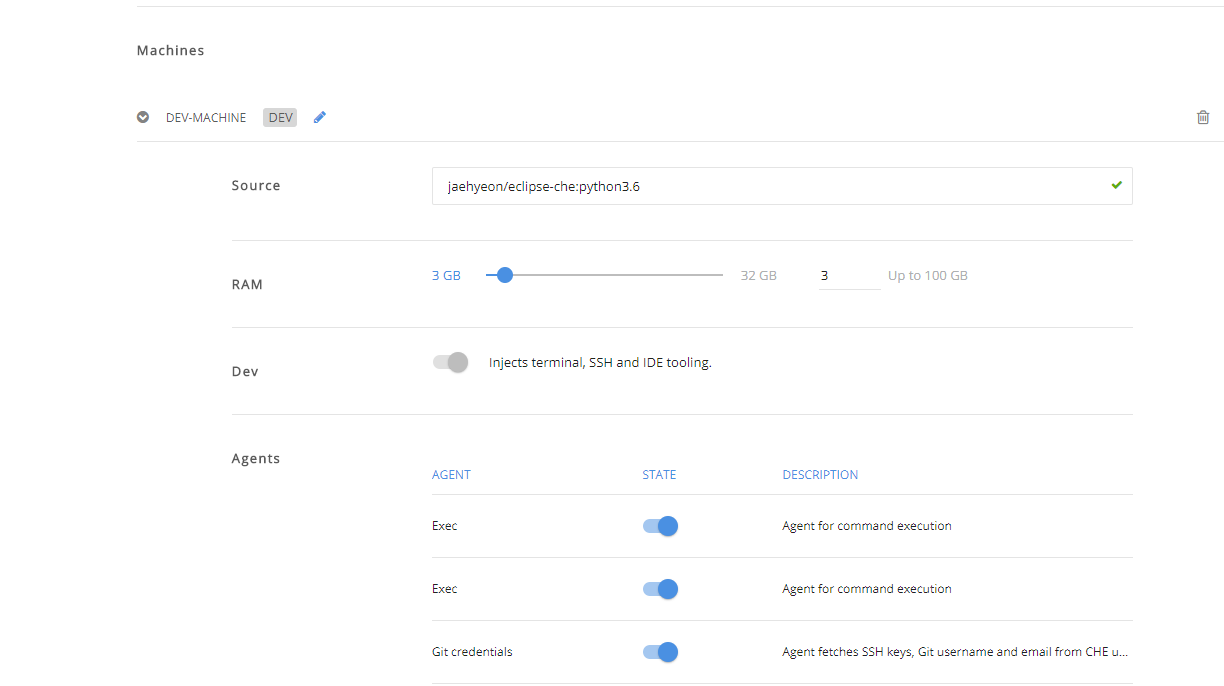 Machines
DEV-MACHINE DEV
Source jaehyeon/eclipse-che:python3.6
RAM 3 GB 32 GB 3 Up to 100 GB
Dev Injects terminal, SSH and IDE tooling.
Agents
AGENT STATE DESCRIPTION
Exec Agent for command execution
Exec Agent for command execution
Git credentials Agent fetches SSH keys, Git username and email from CHE u...